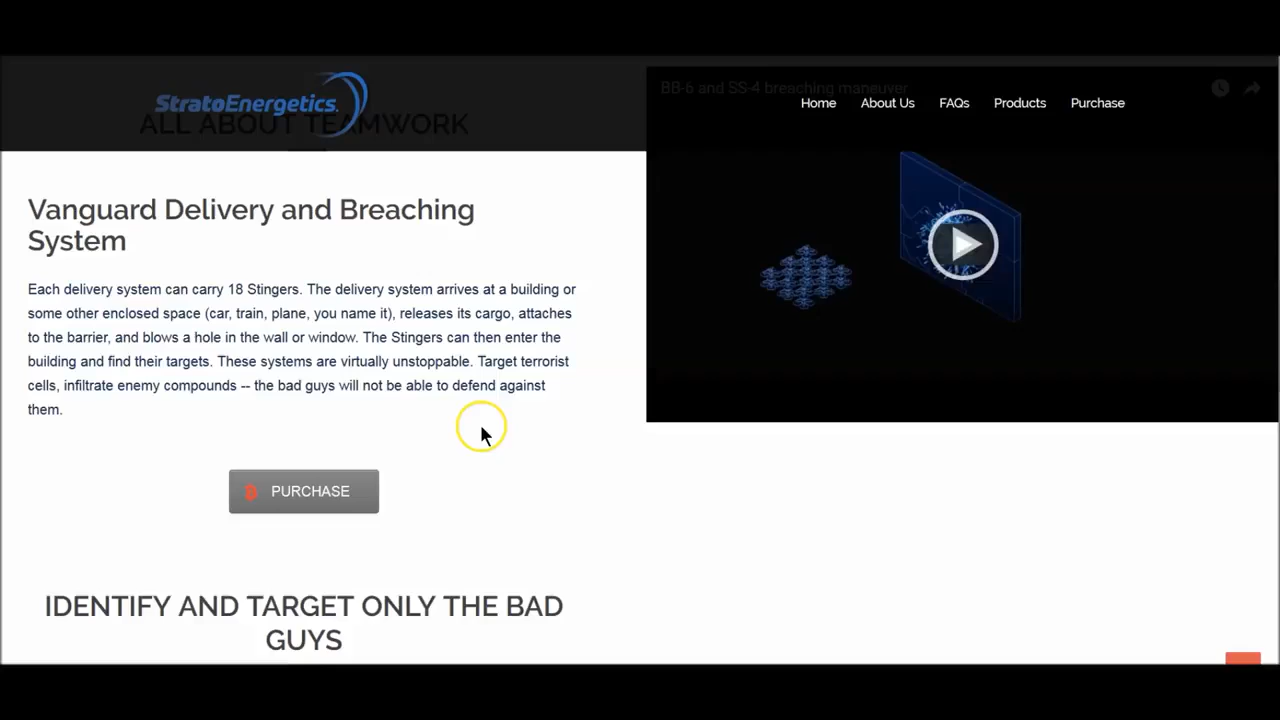 StratoEnergetics.
ALL ABOUT TEAMWORK
BB-6 and SS-4 breaching maneuver
Home About Us FAQs Products Purchase
Vanguard Delivery and Breaching
System
Each delivery system can carry 18 Stingers. The delivery system arrives at a building or
some other enclosed space (car, train, plane, you name it), releases its cargo, attaches
to the barrier, and blows a hole in the wall or window. The Stingers can then enter the
building and find their targets. These systems are virtually unstoppable. Target terrorist
cells, infiltrate enemy compounds -- the bad guys will not be able to defend against
them.
PURCHASE
IDENTIFY AND TARGET ONLY THE BAD
GUYS